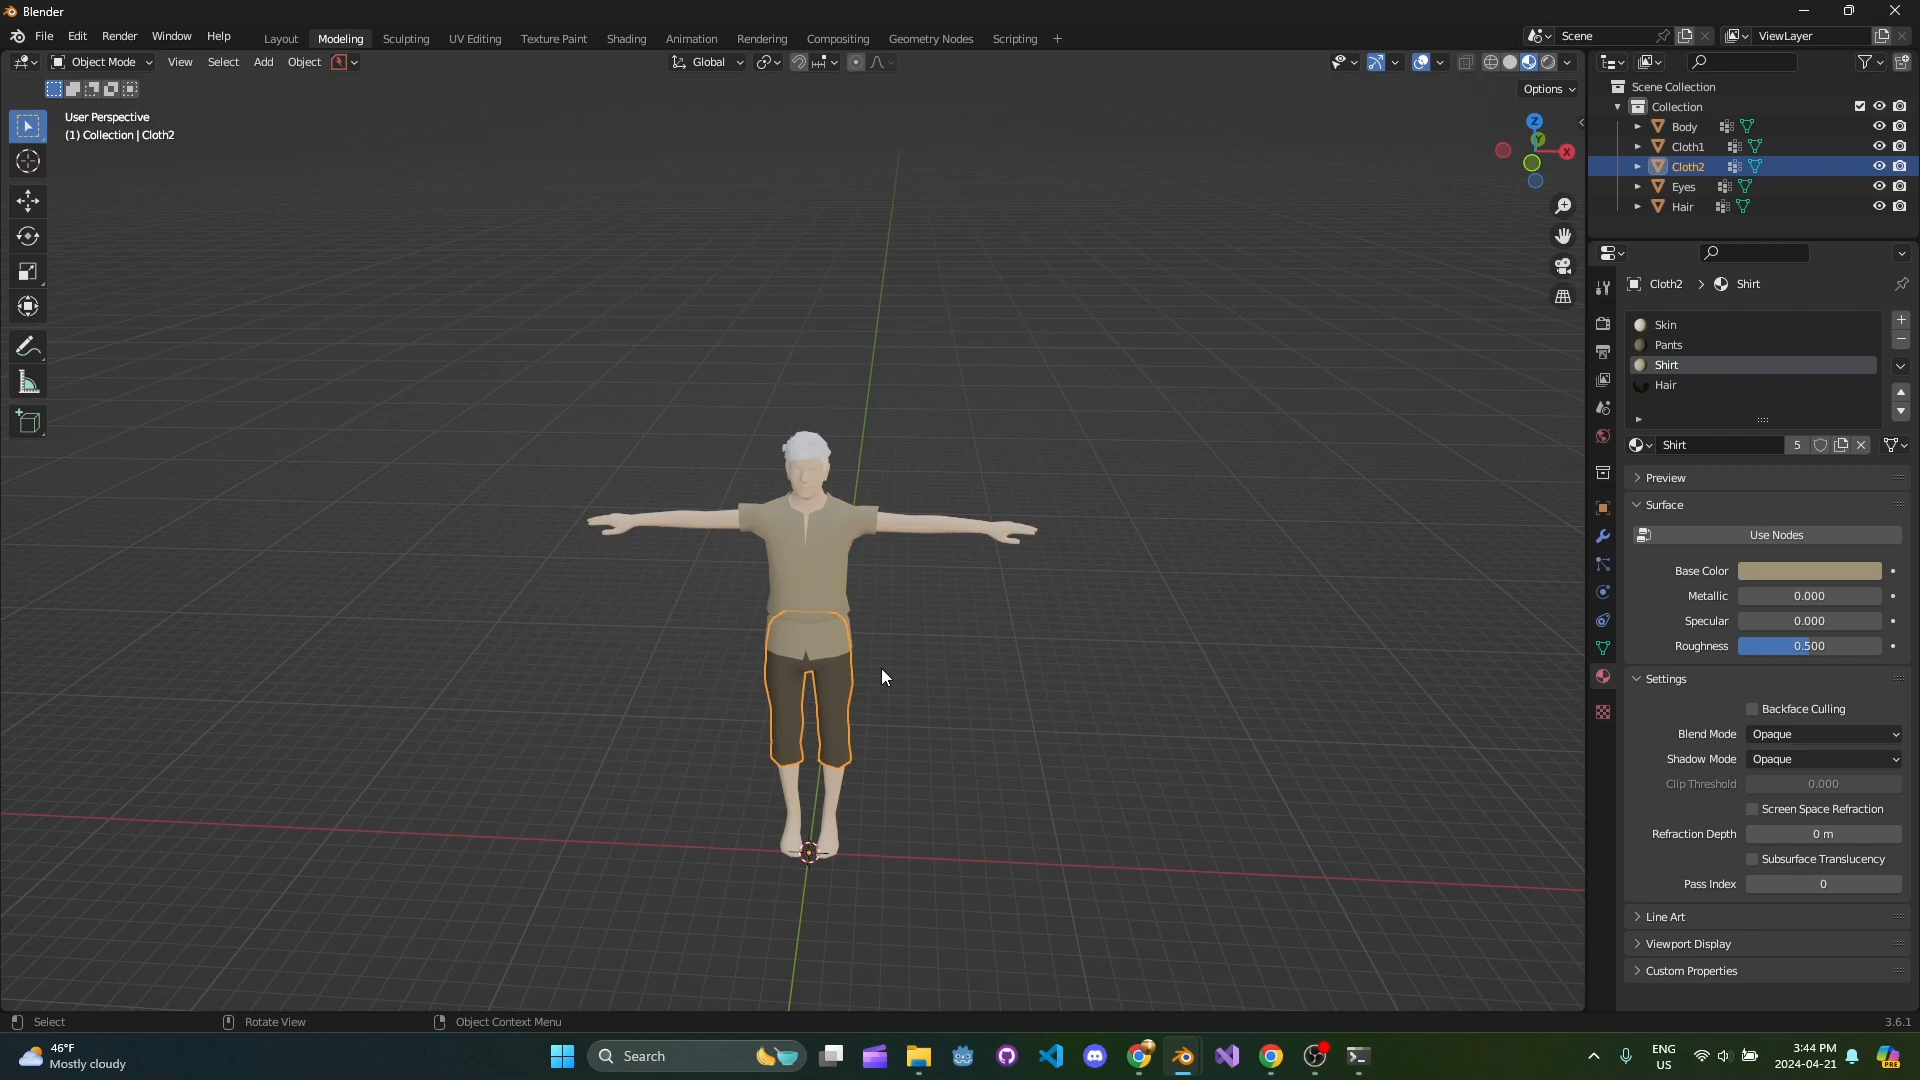 Blender
File Edit Render Window Help Layout Modeling Sculpting UV Editing Texture Paint Shading Animation Rendering Compositing Geometry Nodes Scripting + Scene ViewLayer
Object Mode View Select Add Object Global
Options
User Perspective
(1) Collection | Cloth2
Z
Y
X
Scene Collection
Collection
Body
Cloth1
Cloth2
Eyes
Hair
Cloth2 > Shirt
Skin
Pants
Shirt
Hair
Shirt 5
Preview
Surface
Use Nodes
Base Color
Metallic 0.000
Specular 0.000
Roughness 0.500
Settings
Backface Culling
Blend Mode Opaque
Shadow Mode Opaque
Clip Threshold 0.000
Screen Space Refraction
Refraction Depth 0 m
Subsurface Translucency
Pass Index 0
Line Art
Viewport Display
Custom Properties
Select Rotate View Object Context Menu 3.6.1
46°F
Mostly cloudy
Search
ENG
US
3:44 PM
2024-04-21
PRE